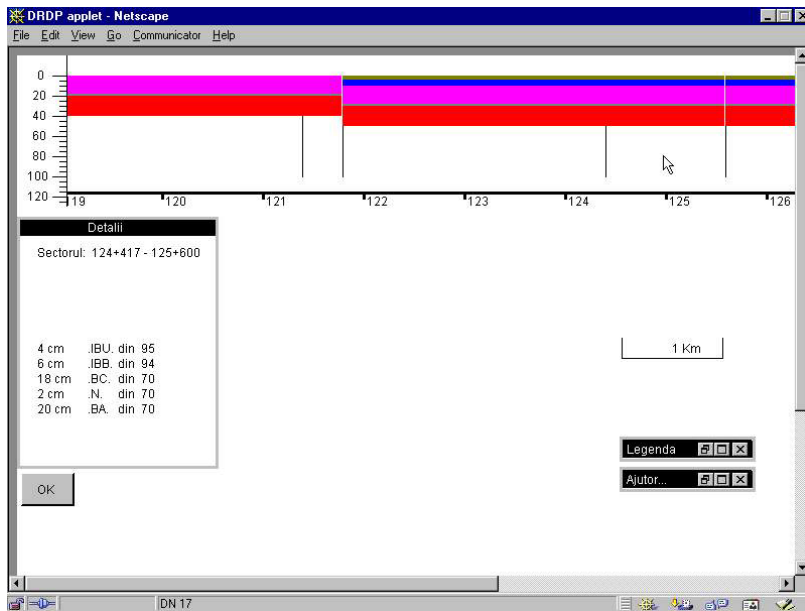 DRDP applet - Netscape
File Edit View Go Communicator Help
0
20
40
60
80
100
120
119 120 121 122 123 124 125 126
Detalii
Sectorul: 124+417 - 125+600
4 cm .IBU. din 95
6 cm .IBB. din 94
18 cm .BC. din 70
2 cm .N. din 70
20 cm .BA. din 70
1 Km
Legenda
Ajutor...
OK
DN 17